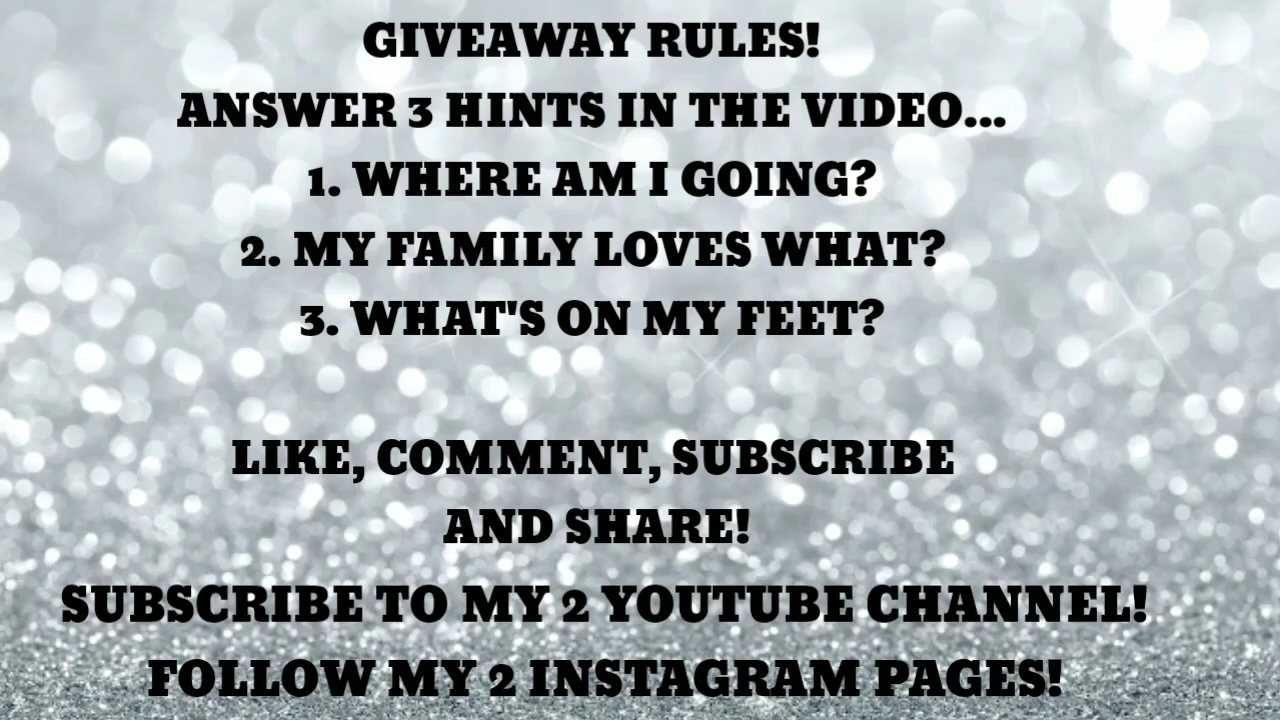 GIVEAWAY RULES!
ANSWER 3 HINTS IN THE VIDEO...
1. WHERE AM I GOING?
2. MY FAMILY LOVES WHAT?
3. WHAT'S ON MY FEET?
LIKE, COMMENT, SUBSCRIBE
AND SHARE!
SUBSCRIBE TO MY 2 YOUTUBE CHANNEL!
FOLLOW MY 2 INSTAGRAM PAGES!